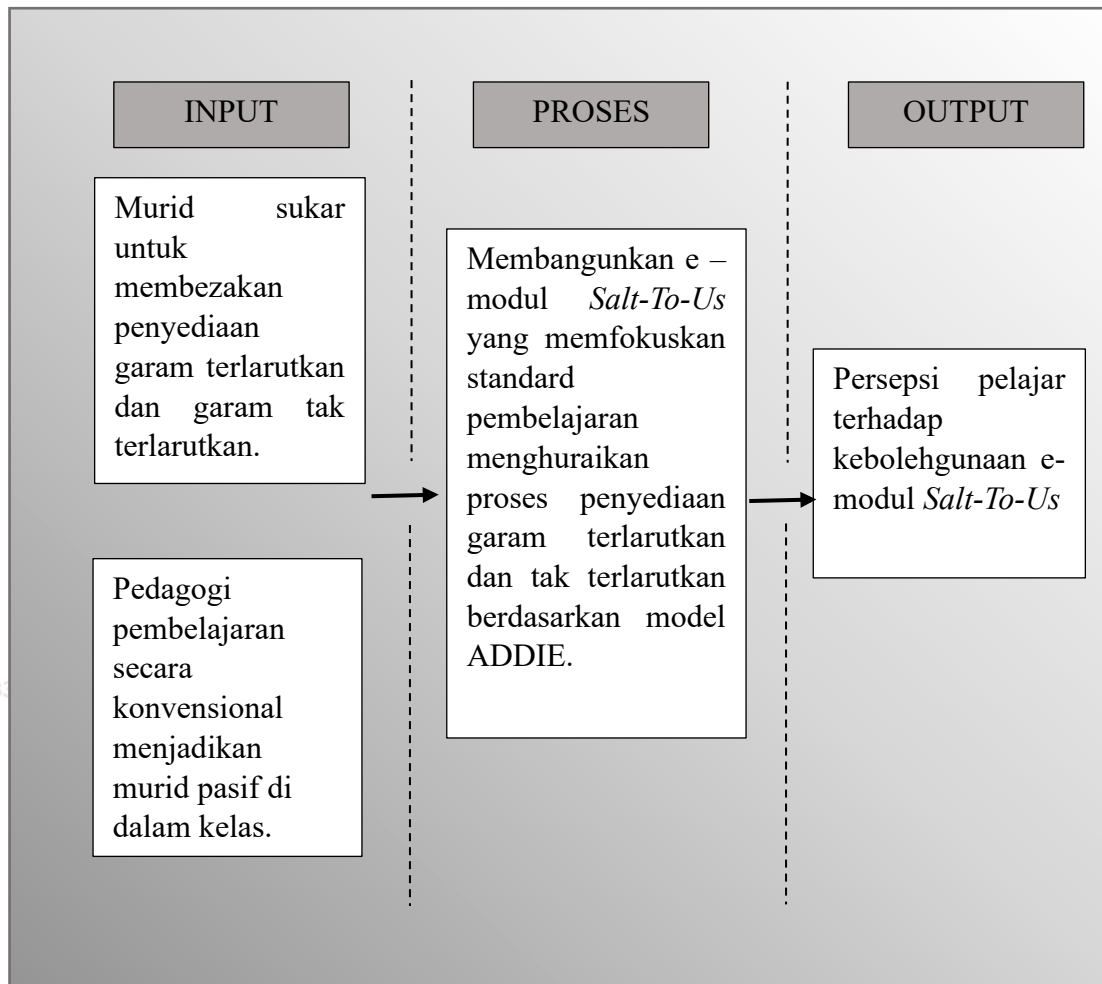 INPUT
Murid sukar
untuk
membezakan
penyediaan
garam terlarutkan
dan garam tak
terlarutkan.
Pedagogi
pembelajaran
secara
konvensional
menjadikan
murid pasif di
dalam kelas.
PROSES
Membangunkan e –
modul Salt-To-Us
yang memfokuskan
standard
pembelajaran
menghuraikan
proses penyediaan
garam terlarutkan
dan tak terlarutkan
berdasarkan model
ADDIE.
OUTPUT
Persepsi pelajar
terhadap
kebolehgunaan e-
modul Salt-To-Us